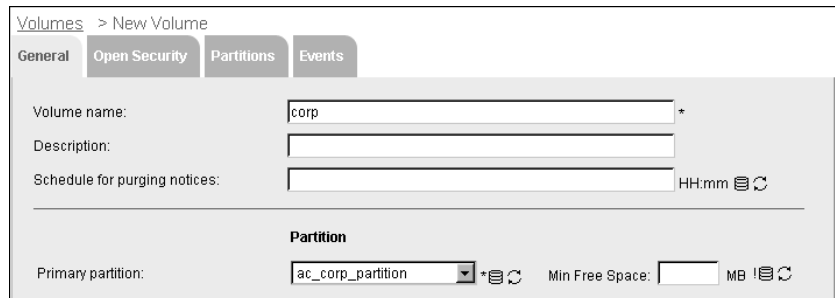 Volumes > New Volume
General Open Security Partitions Events
Volume name: corp *
Description:
Schedule for purging notices: HH:mm
Partition
Primary partition: ac_corp_partition * Min Free Space: MB !